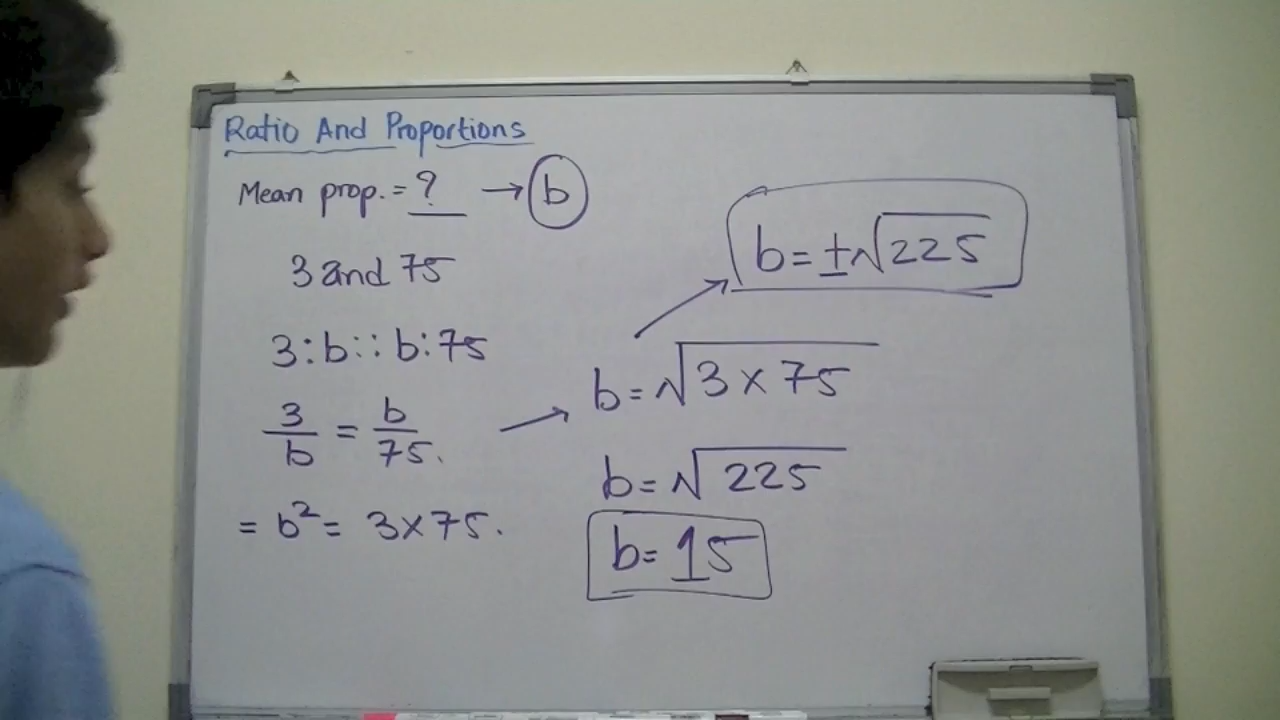 Ratio And Proportions
Mean prop. = ? → b
3 and 75
3 : b :: b : 75
3/b = b/75.
= b² = 3 × 75.
b = ±√225
b = √3 × 75
b = √225
b = 15